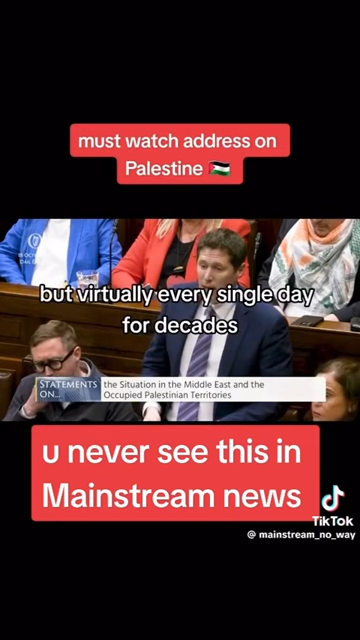 must watch address on
Palestine 🇵🇸
but virtually every single day
for decades
STATEMENTS
ON...
the Situation in the Middle East and the
Occupied Palestinian Territories
u never see this in
Mainstream news
TikTok
@ mainstream_no_way